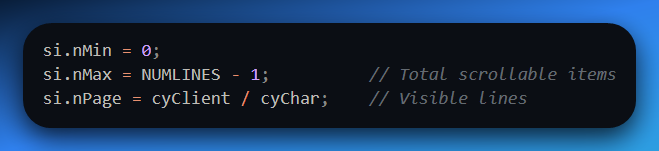 si.nMin = 0;
si.nMax = NUMLINES - 1;          // Total scrollable items
si.nPage = cyClient / cyChar;    // Visible lines